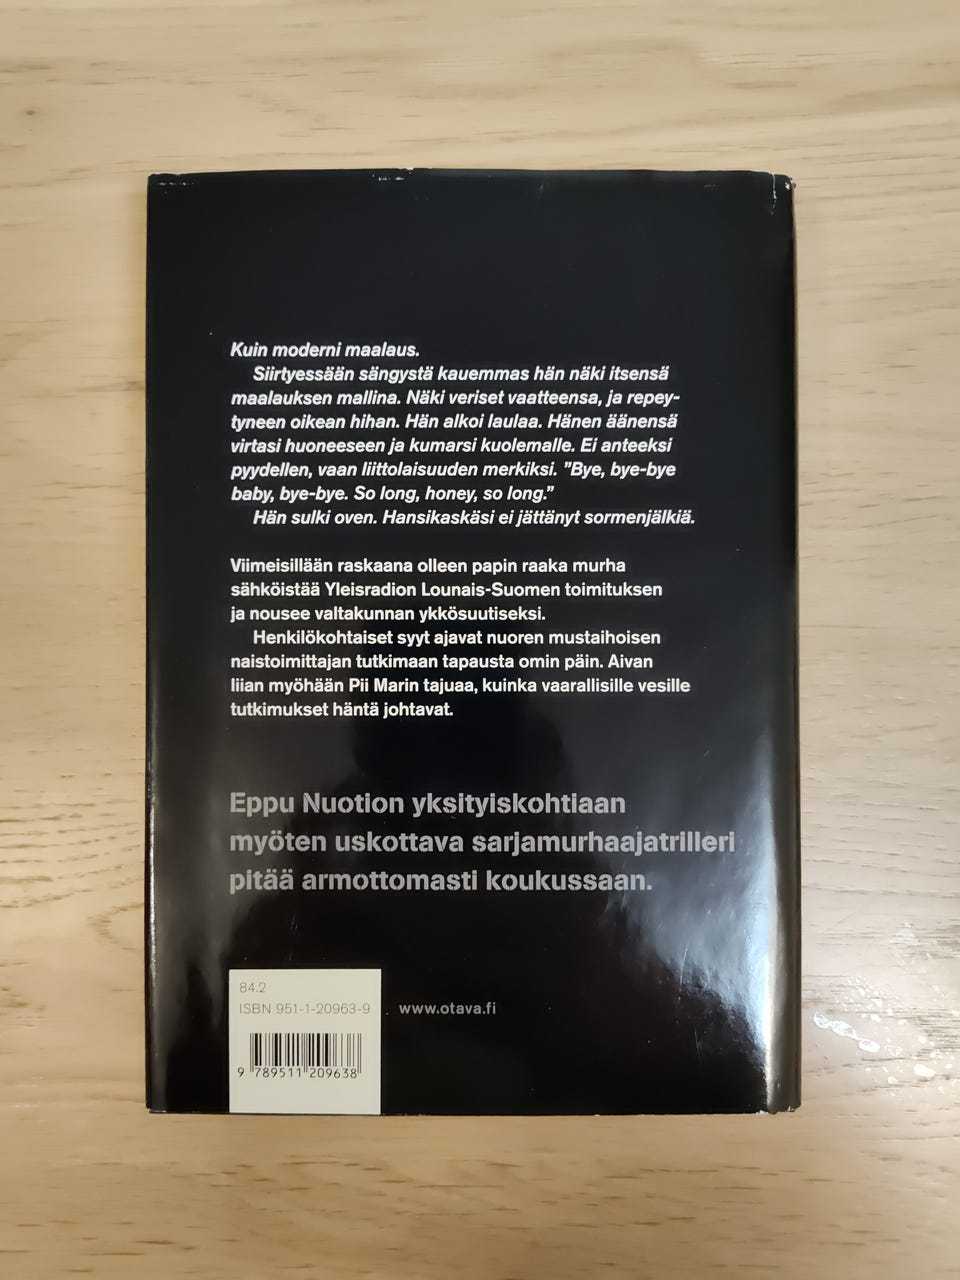 Kuin moderni maalaus.
Siirtyessään sängystä kauemmas hän näki itsensä
maalauksen mallina. Näki veriset vaatteensa, ja repey-
tyneen oikean hihan. Hän alkoi laulaa. Hänen äänensä
virtasi huoneeseen ja kumarsi kuolemalle. Ei anteeksi
pyydellen, vaan liittolaisuuden merkiksi. ”Bye, bye-bye
baby, bye-bye. So long, honey, so long.”
Hän sulki oven. Hansikaskäsi ei jättänyt sormenjälkiä.
Viimeisillään raskaana olleen papin raaka murha
sähköistää Yleisradion Lounais-Suomen toimituksen
ja nousee valtakunnan ykkösuutiseksi.
Henkilökohtaiset syyt ajavat nuoren mustaihoisen
naistoimittajan tutkimaan tapausta omin päin. Aivan
liian myöhään Pii Marin tajuaa, kuinka vaarallisille vesille
tutkimukset häntä johtavat.
Eppu Nuotion yksityiskohtiaan
myöten uskottava sarjamurhaajatrilleri
pitää armottomasti koukussaan.
84.2
ISBN 951-1-20963-9
www.otava.fi
9 789511 209638